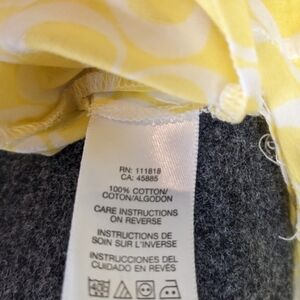 RN: 111818
CA: 45885
100% COTTON/
COTON/ALGODON
CARE INSTRUCTIONS
ON REVERSE
INSTRUCTIONS DE
SOIN SUR L'INVERSE
INSTRUCCIONES DEL
CUIDADO EN REVÉS